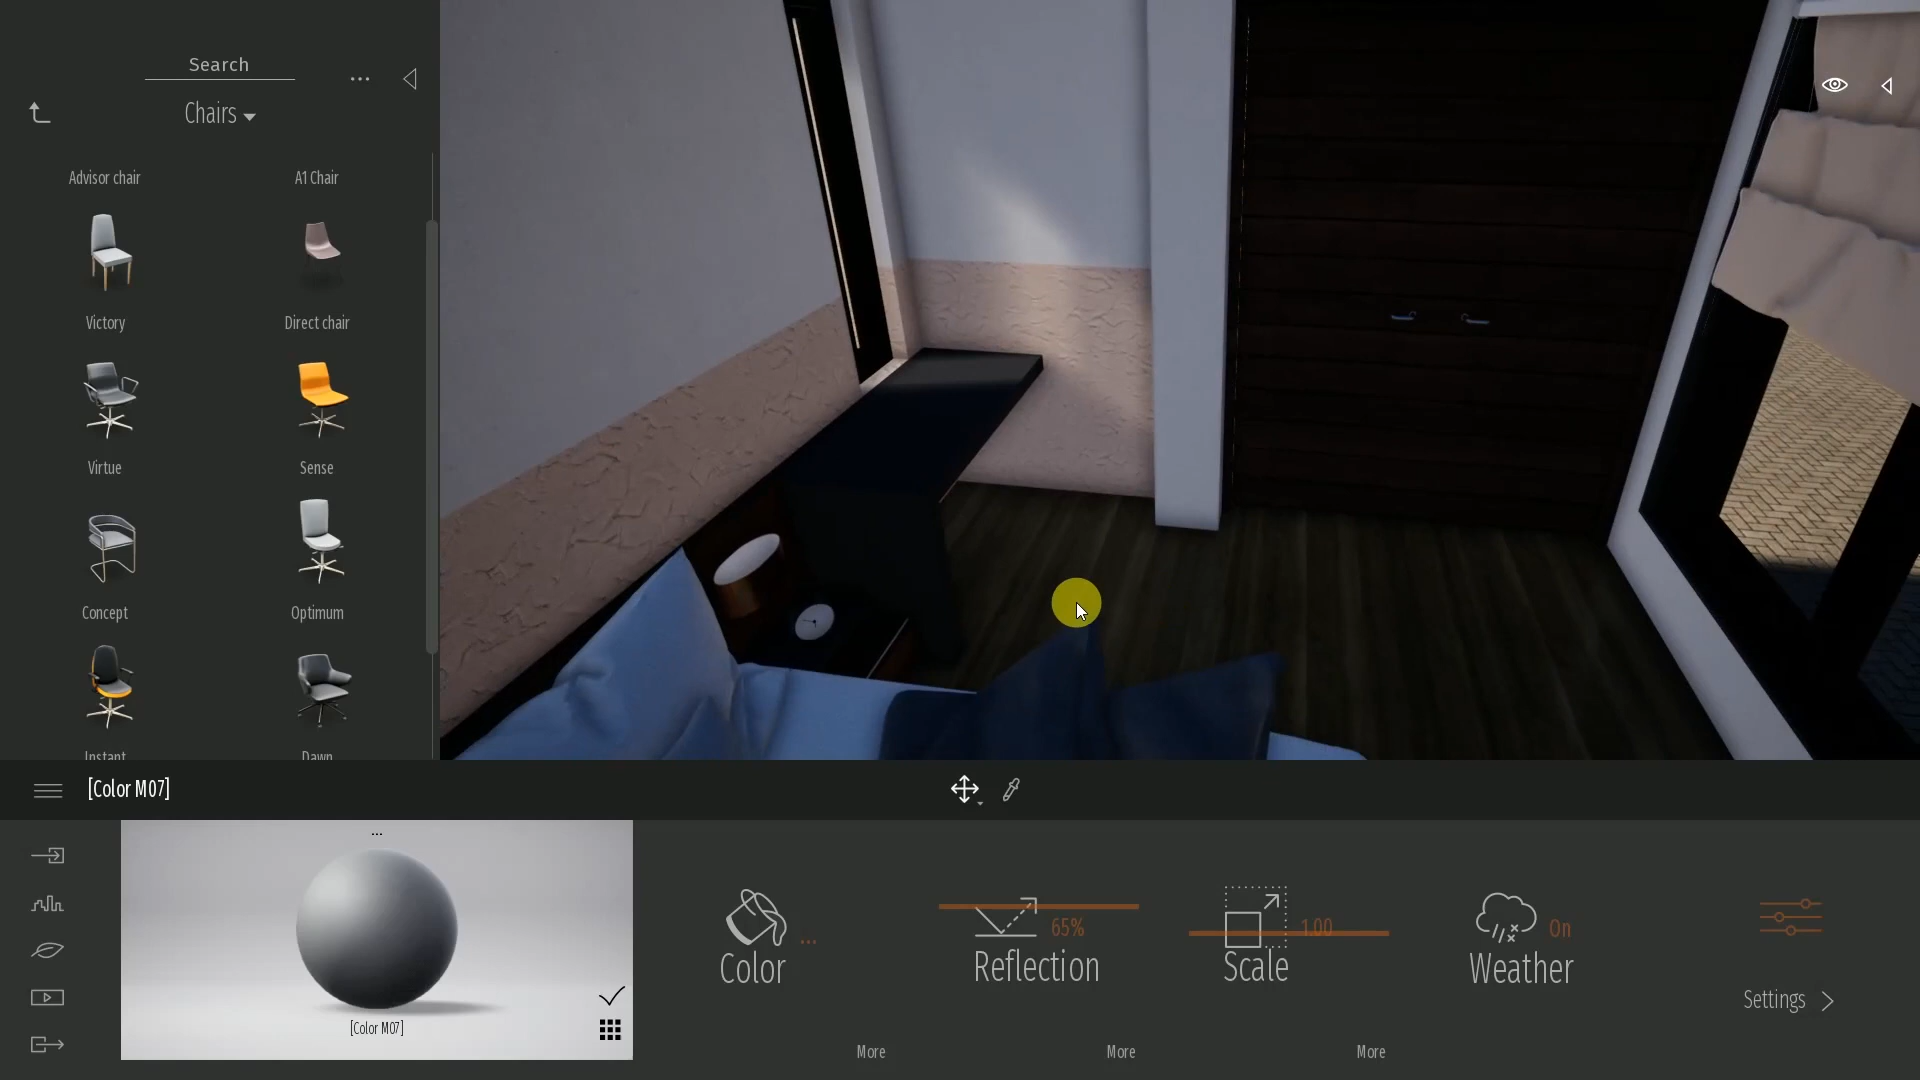 Search
...
Chairs
Advisor chair
A1 Chair
Victory
Direct chair
Virtue
Sense
Concept
Optimum
Instant
Dawn
[Color M07]
...
[Color M07]
...
Color
65%
Reflection
1.00
Scale
On
Weather
Settings
More
More
More